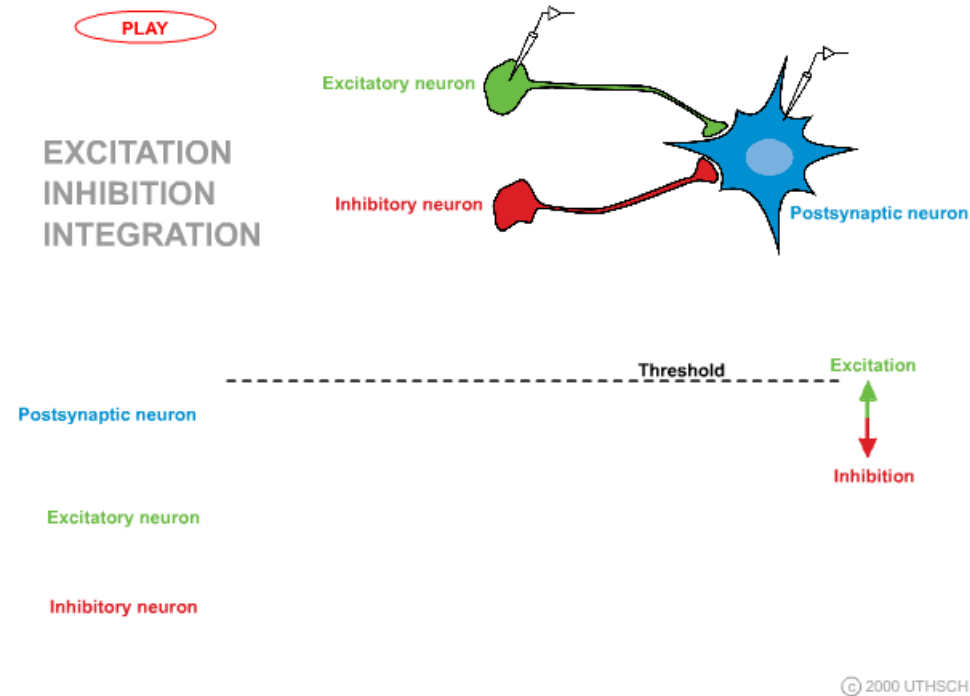 PLAY
Excitatory neuron
EXCITATION
INHIBITION
INTEGRATION
Inhibitory neuron
Postsynaptic neuron
Threshold
Excitation
Postsynaptic neuron
Inhibition
Excitatory neuron
Inhibitory neuron
© 2000 UTHSCH